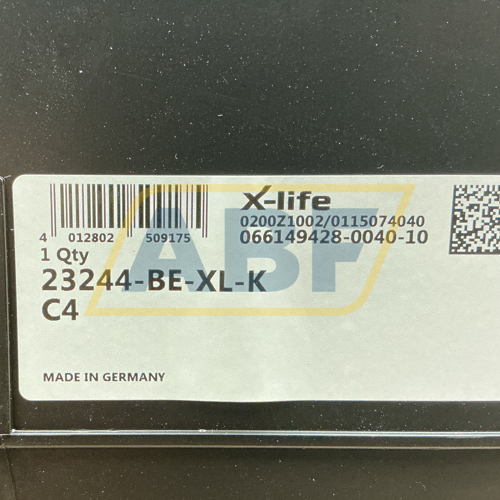 X-life
0200Z1002/0115074040
4 012802 509175
066149428-0040-10
1 Qty
23244-BE-XL-K
C4
MADE IN GERMANY
ABF